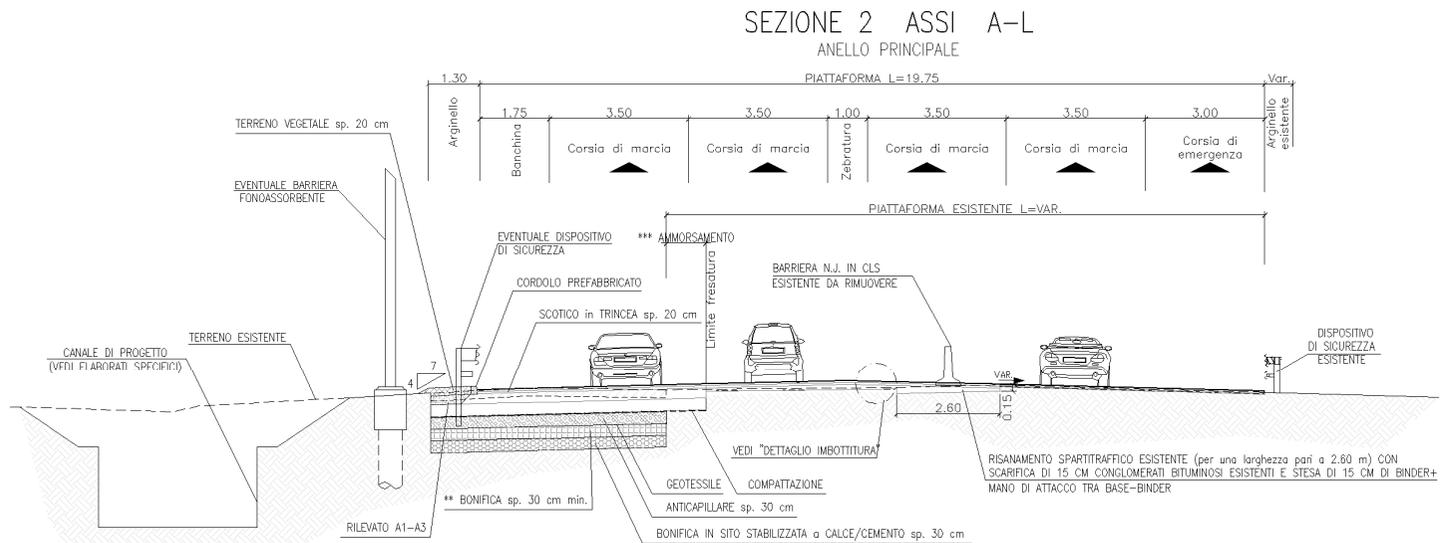 SEZIONE 2 ASSI A-L
ANELLO PRINCIPALE
1.30
PIATTAFORMA L=19.75
Var.
Arginello
1.75
3.50
3.50
1.00
3.50
3.50
3.00
Arginello
esistente
Banchina
Corsia di marcia
Corsia di marcia
Zebratura
Corsia di marcia
Corsia di marcia
Corsia di
emergenza
TERRENO VEGETALE sp. 20 cm
EVENTUALE BARRIERA
FONOASSORBENTE
PIATTAFORMA ESISTENTE L=VAR.
EVENTUALE DISPOSITIVO
DI SICUREZZA
*** AMMORSAMENTO
Limite fresatura
BARRIERA N.J. IN CLS
ESISTENTE DA RIMUOVERE
CORDOLO PREFABBRICATO
SCOTICO in TRINCEA sp. 20 cm
TERRENO ESISTENTE
CANALE DI PROGETTO
(VEDI ELABORATI SPECIFICI)
DISPOSITIVO
DI SICUREZZA
ESISTENTE
7
4
VAR.
2.60
0.15
VEDI "DETTAGLIO IMBOTTITURA"
RISANAMENTO SPARTITRAFFICO ESISTENTE (per una larghezza pari a 2.60 m) CON
SCARIFICA DI 15 CM CONGLOMERATI BITUMINOSI ESISTENTI E STESA DI 15 CM DI BINDER+
MANO DI ATTACCO TRA BASE-BINDER
GEOTESSILE
COMPATTAZIONE
** BONIFICA sp. 30 cm min.
ANTICAPILLARE sp. 30 cm
RILEVATO A1-A3
BONIFICA IN SITO STABILIZZATA a CALCE/CEMENTO sp. 30 cm